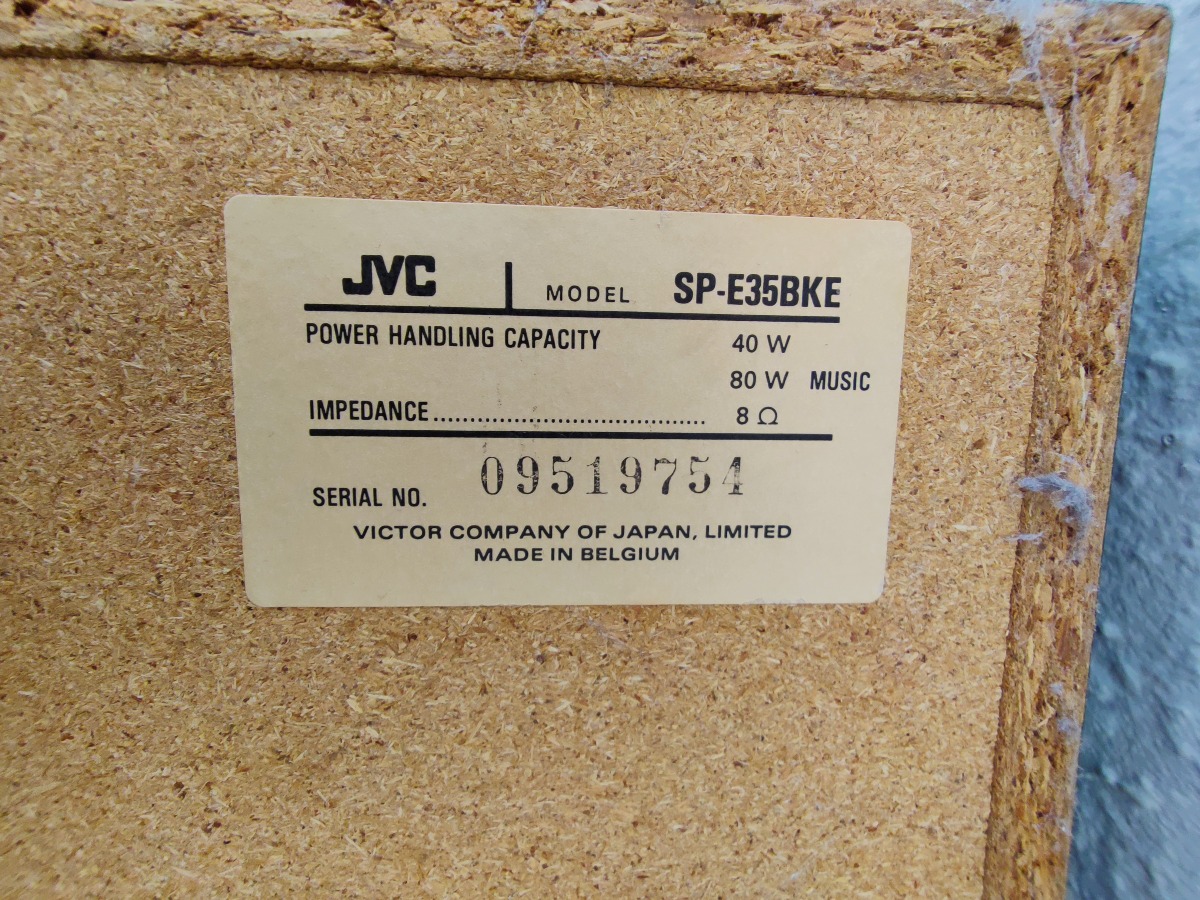 JVC MODEL SP-E35BKE
POWER HANDLING CAPACITY 40 W
80 W MUSIC
IMPEDANCE...................................... 8 Ω
SERIAL NO. 09519754
VICTOR COMPANY OF JAPAN, LIMITED
MADE IN BELGIUM